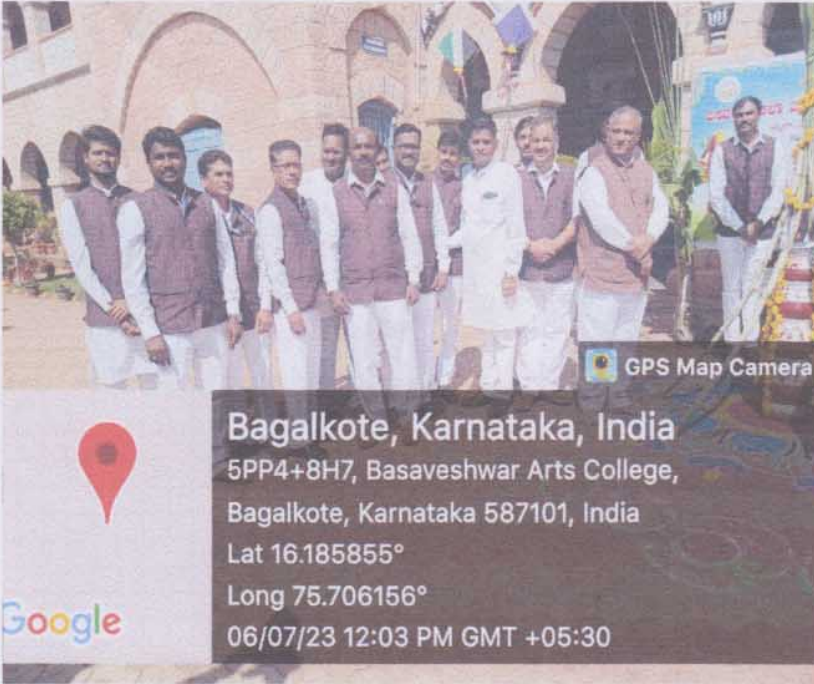 GPS Map Camera
Bagalkote, Karnataka, India
5PP4+8H7, Basaveshwar Arts College,
Bagalkote, Karnataka 587101, India
Lat 16.185855°
Long 75.706156°
06/07/23 12:03 PM GMT +05:30
Google